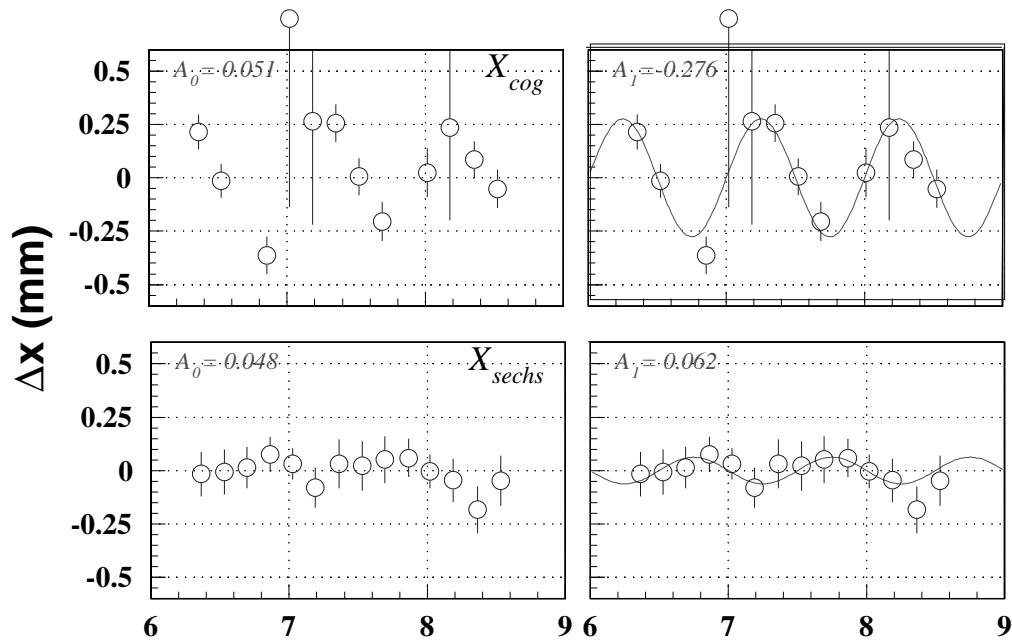 0.5
0.25
0
-0.25
-0.5
A0 = 0.051
Xcog
A1 = -0.276
Δx (mm)
0.5
0.25
0
-0.25
-0.5
A0 = 0.048
Xsechs
A1 = 0.062
6 7 8 9
6 7 8 9